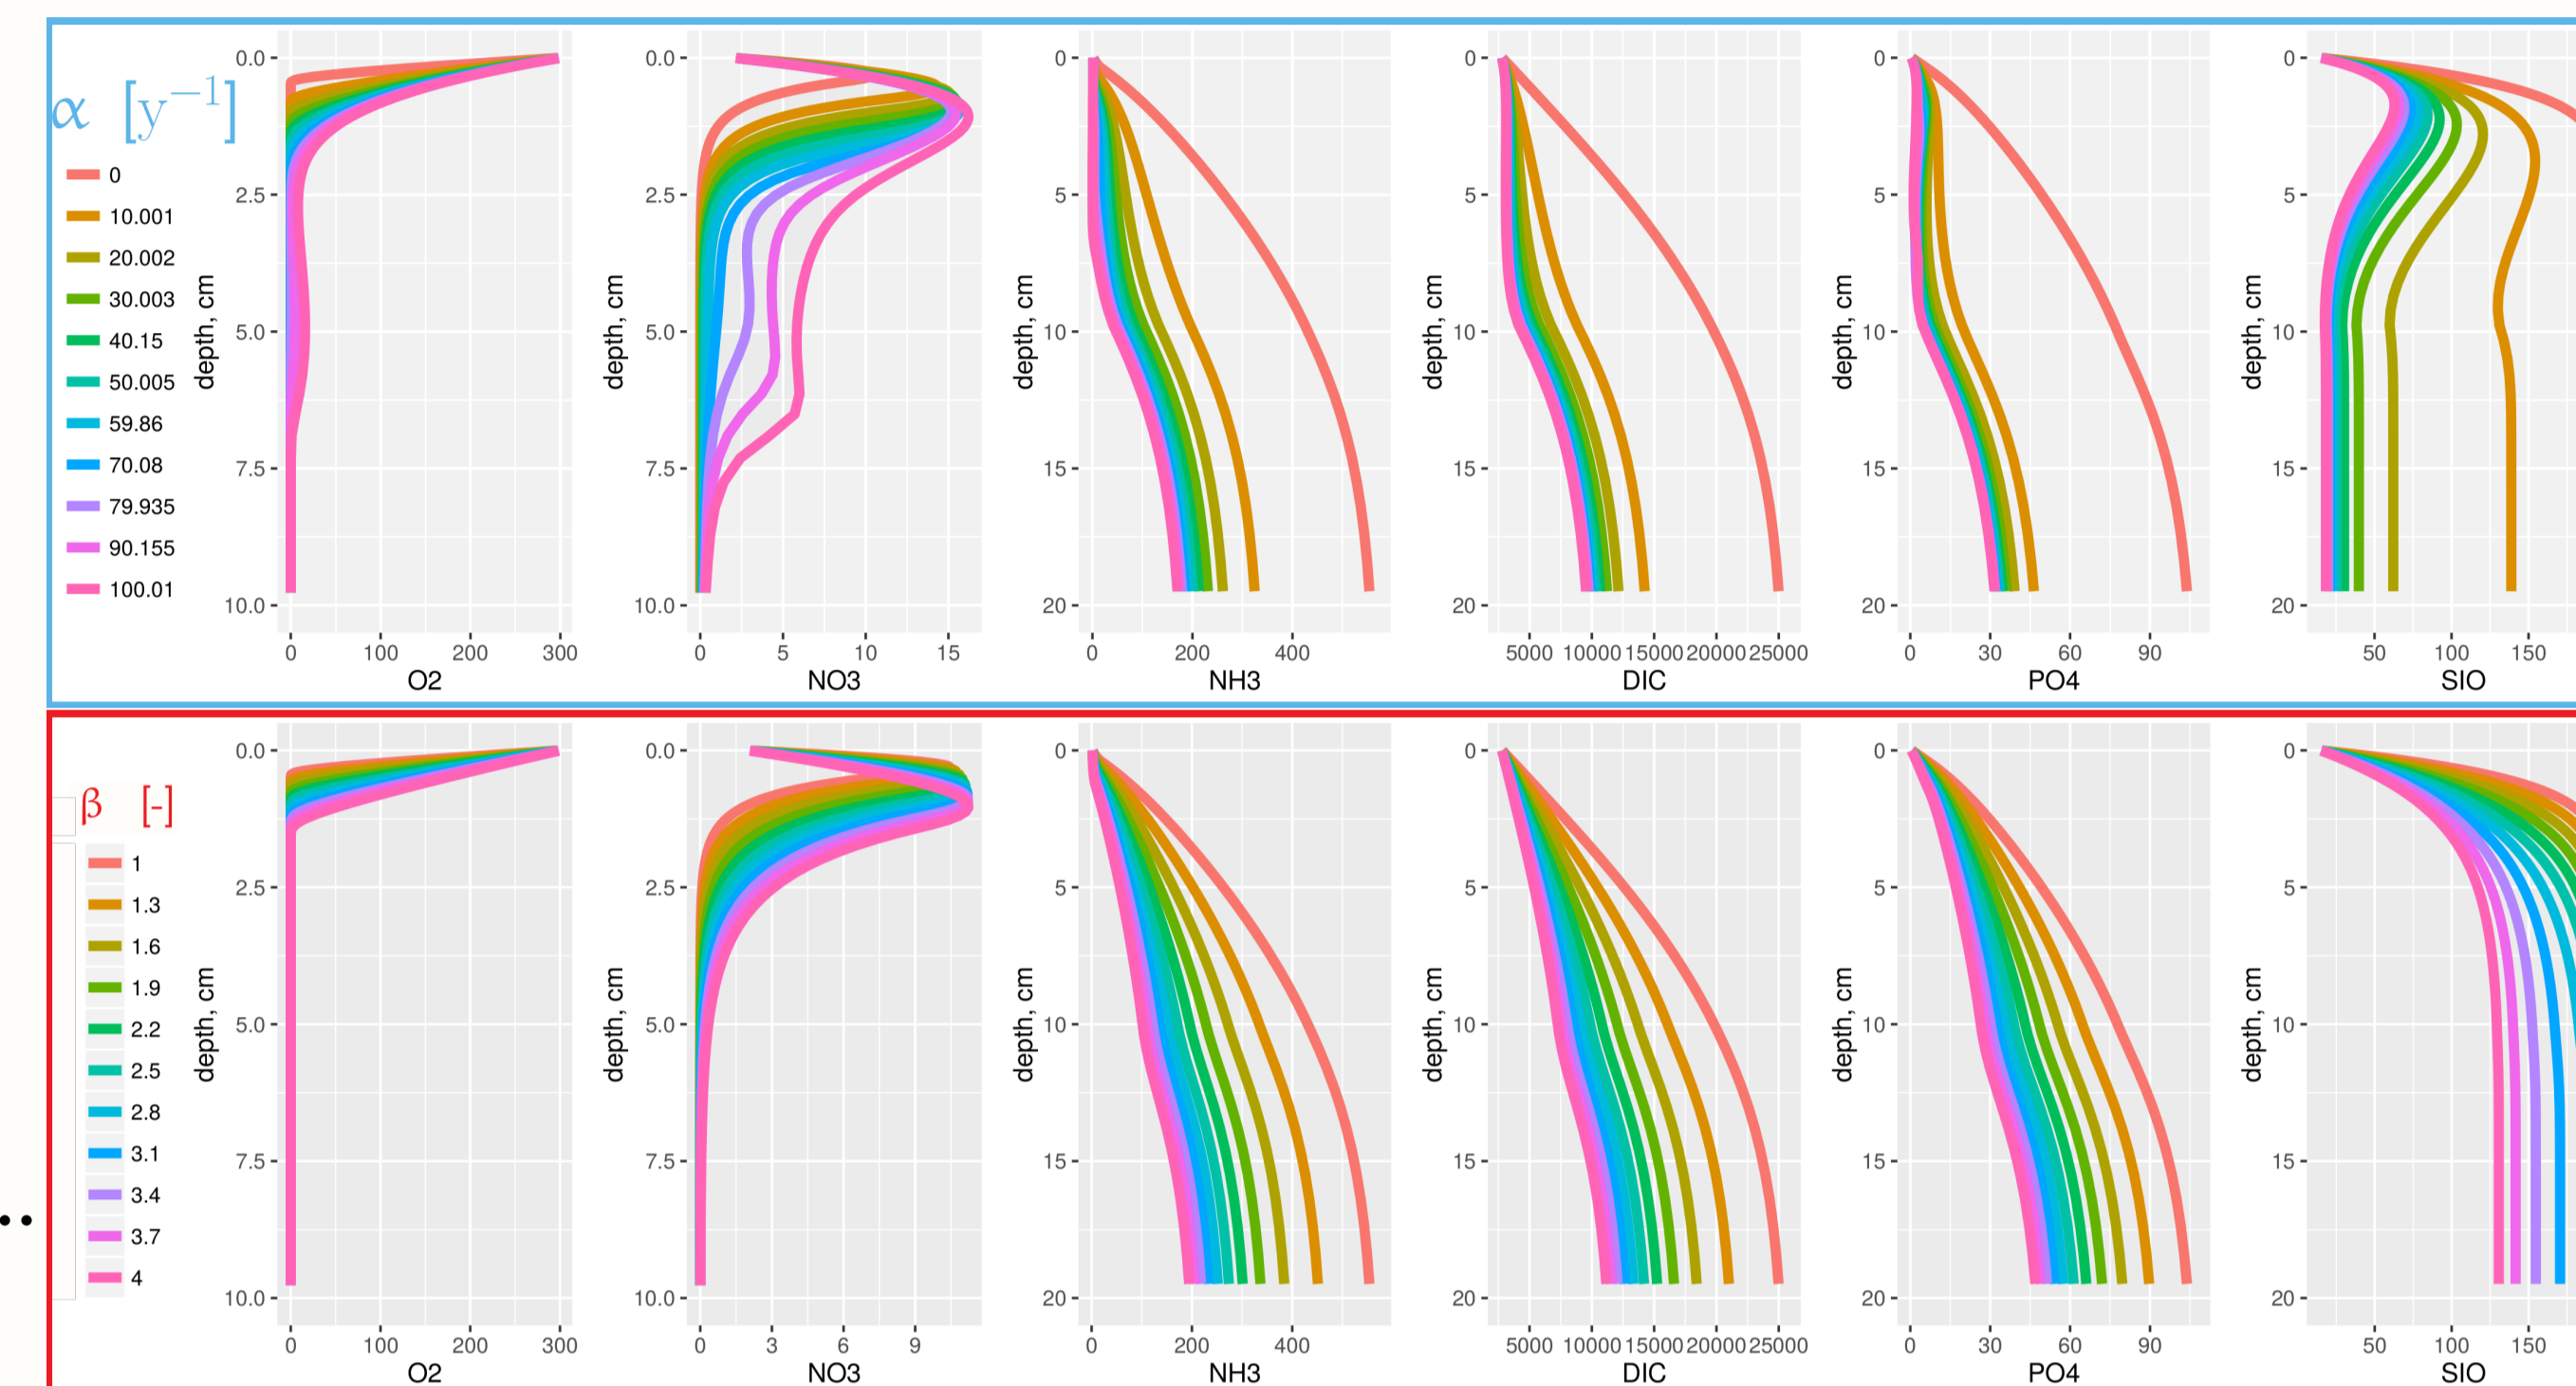 α [y⁻¹]
0
10.001
20.002
30.003
40.15
50.005
59.86
70.08
79.935
90.155
100.01
depth, cm
0.0
2.5
5.0
7.5
10.0
0 100 200 300
O2
depth, cm
0.0
2.5
5.0
7.5
10.0
0 5 10 15
NO3
depth, cm
0
5
10
15
20
0 200 400
NH3
depth, cm
0
5
10
15
20
5000 10000 15000 20000 25000
DIC
depth, cm
0
5
10
15
20
0 30 60 90
PO4
depth, cm
0
5
10
15
20
50 100 150
SIO
β [-]
1
1.3
1.6
1.9
2.2
2.5
2.8
3.1
3.4
3.7
4
depth, cm
0.0
2.5
5.0
7.5
10.0
0 100 200 300
O2
depth, cm
0.0
2.5
5.0
7.5
10.0
0 3 6 9
NO3
depth, cm
0
5
10
15
20
0 200 400
NH3
depth, cm
0
5
10
15
20
5000 10000 15000 20000 25000
DIC
depth, cm
0
5
10
15
20
0 30 60 90
PO4
depth, cm
0
5
10
15
20
50 100 150
SIO